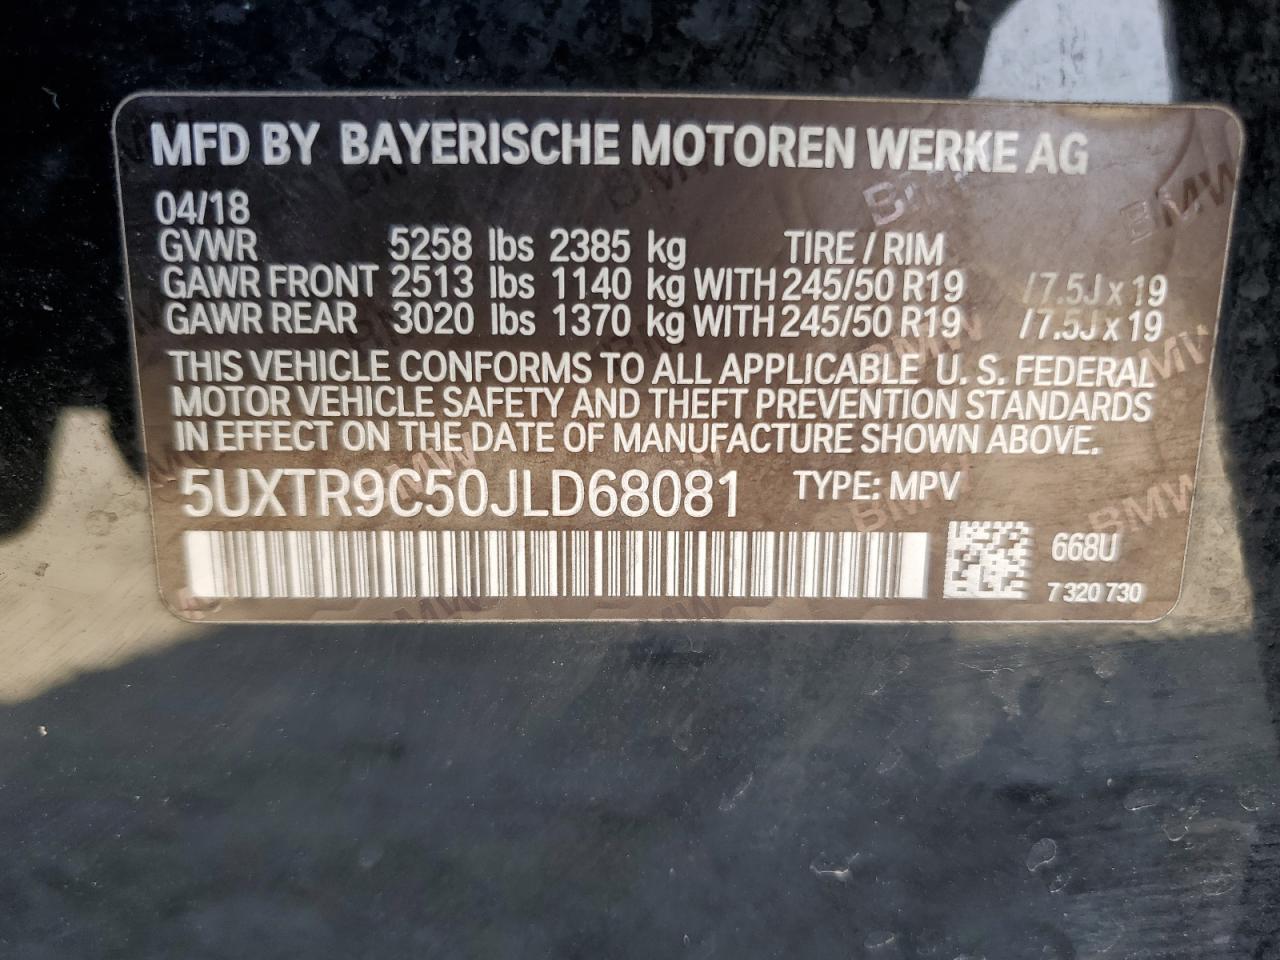 MFD BY BAYERISCHE MOTOREN WERKE AG
04/18
GVWR 5258 lbs 2385 kg TIRE / RIM
GAWR FRONT 2513 lbs 1140 kg WITH 245/50 R19 / 7.5J x 19
GAWR REAR 3020 lbs 1370 kg WITH 245/50 R19 / 7.5J x 19
THIS VEHICLE CONFORMS TO ALL APPLICABLE U. S. FEDERAL
MOTOR VEHICLE SAFETY AND THEFT PREVENTION STANDARDS
IN EFFECT ON THE DATE OF MANUFACTURE SHOWN ABOVE.
5UXTR9C50JLD68081 TYPE: MPV
668U
7 320 730